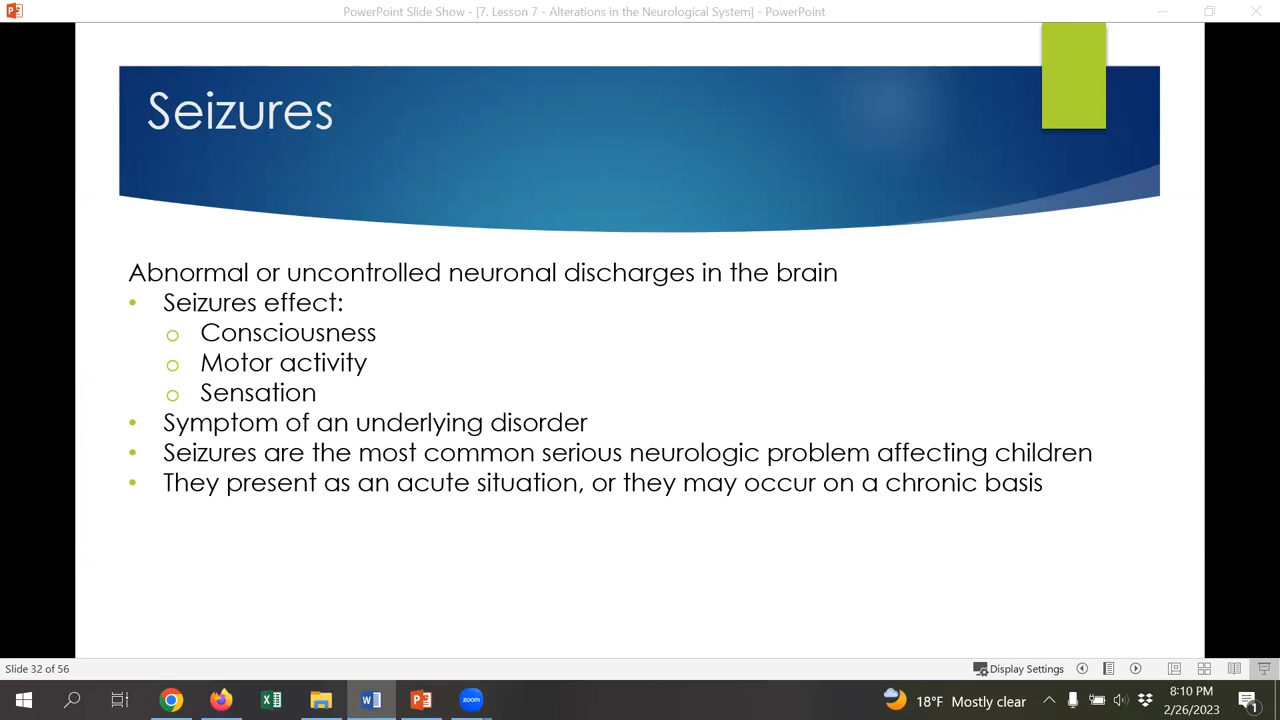 PowerPoint Slide Show - [7. Lesson 7 - Alterations in the Neurological System] - PowerPoint
Seizures
Abnormal or uncontrolled neuronal discharges in the brain
• Seizures effect:
o Consciousness
o Motor activity
o Sensation
• Symptom of an underlying disorder
• Seizures are the most common serious neurologic problem affecting children
• They present as an acute situation, or they may occur on a chronic basis
Slide 32 of 56
Display Settings
zoom
18°F Mostly clear
8:10 PM
2/26/2023
1